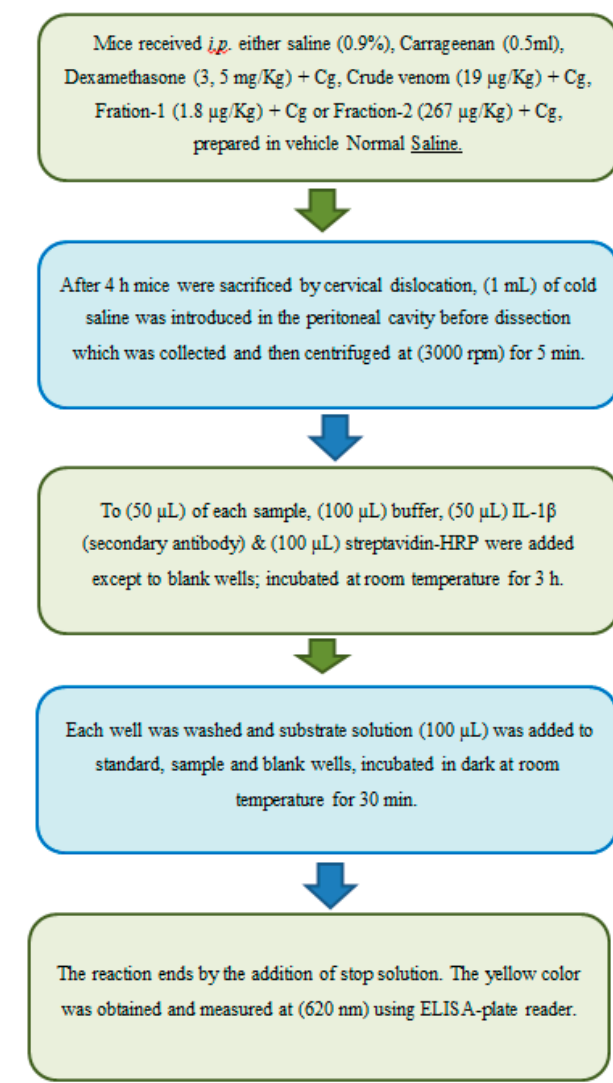 Mice received i.p. either saline (0.9%), Carrageenan (0.5ml),
Dexamethasone (3, 5 mg/Kg) + Cg, Crude venom (19 µg/Kg) + Cg,
Fration-1 (1.8 µg/Kg) + Cg or Fraction-2 (267 µg/Kg) + Cg,
prepared in vehicle Normal Saline.
After 4 h mice were sacrificed by cervical dislocation, (1 mL) of cold
saline was introduced in the peritoneal cavity before dissection
which was collected and then centrifuged at (3000 rpm) for 5 min.
To (50 µL) of each sample, (100 µL) buffer, (50 µL) IL-1β
(secondary antibody) & (100 µL) streptavidin-HRP were added
except to blank wells; incubated at room temperature for 3 h.
Each well was washed and substrate solution (100 µL) was added to
standard, sample and blank wells, incubated in dark at room
temperature for 30 min.
The reaction ends by the addition of stop solution. The yellow color
was obtained and measured at (620 nm) using ELISA-plate reader.